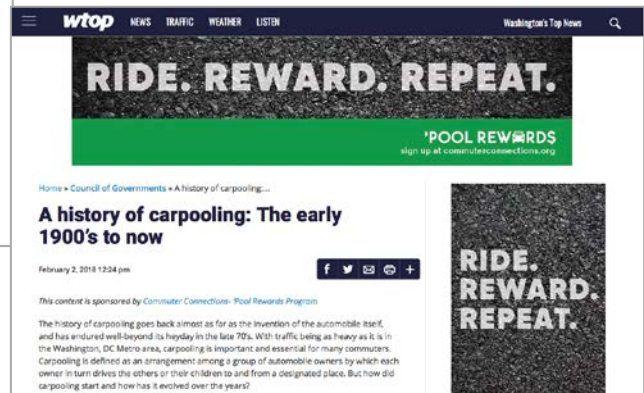 wtop NEWS TRAFFIC WEATHER LISTEN Washington's Top News
RIDE. REWARD. REPEAT.
'POOL REWARDS
sign up at commuterconnections.org
Home » Council of Governments » A history of carpooling:...
A history of carpooling: The early
1900's to now
February 2, 2018 12:24 pm
This content is sponsored by Commuter Connections- 'Pool Rewards Program
The history of carpooling goes back almost as far as the invention of the automobile itself,
and has endured well-beyond its heyday in the late 70's. With traffic being as heavy as it is in
the Washington, DC Metro area, carpooling is important and essential for many commuters.
Carpooling is defined as an arrangement among a group of automobile owners by which each
owner in turn drives the others or their children to and from a designated place. But how did
carpooling start and how has it evolved over the years?
RIDE.
REWARD.
REPEAT.